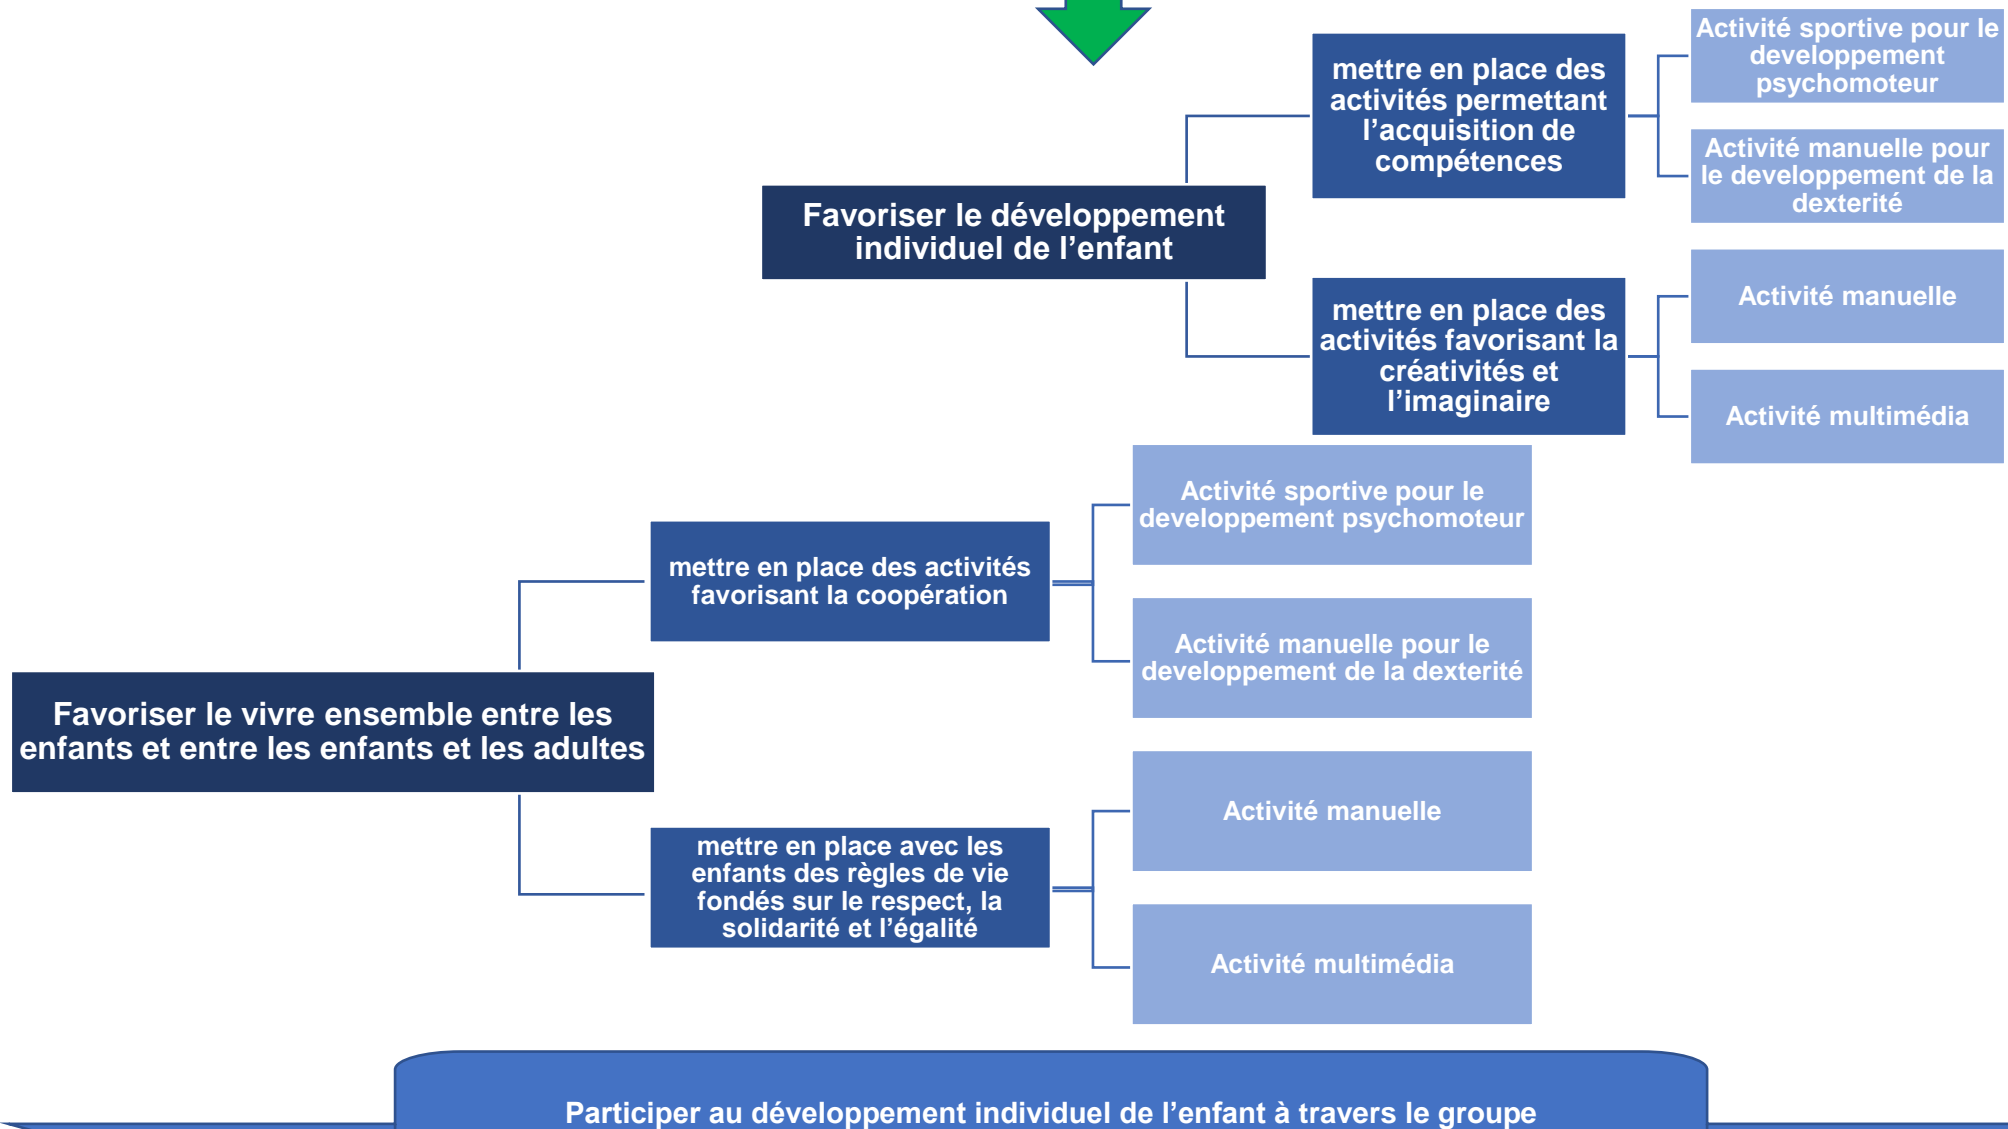 Activité sportive pour le
developpement
psychomoteur
mettre en place des
activités permettant
l’acquisition de
compétences
Activité manuelle pour
le developpement de la
dexterité
Favoriser le développement
individuel de l’enfant
mettre en place des
activités favorisant la
créativités et
l’imaginaire
Activité manuelle
Activité multimédia
Activité sportive pour le
developpement psychomoteur
mettre en place des activités
favorisant la coopération
Activité manuelle pour le
developpement de la dexterité
Favoriser le vivre ensemble entre les
enfants et entre les enfants et les adultes
mettre en place avec les
enfants des règles de vie
fondés sur le respect, la
solidarité et l’égalité
Activité manuelle
Activité multimédia
Participer au développement individuel de l’enfant à travers le groupe